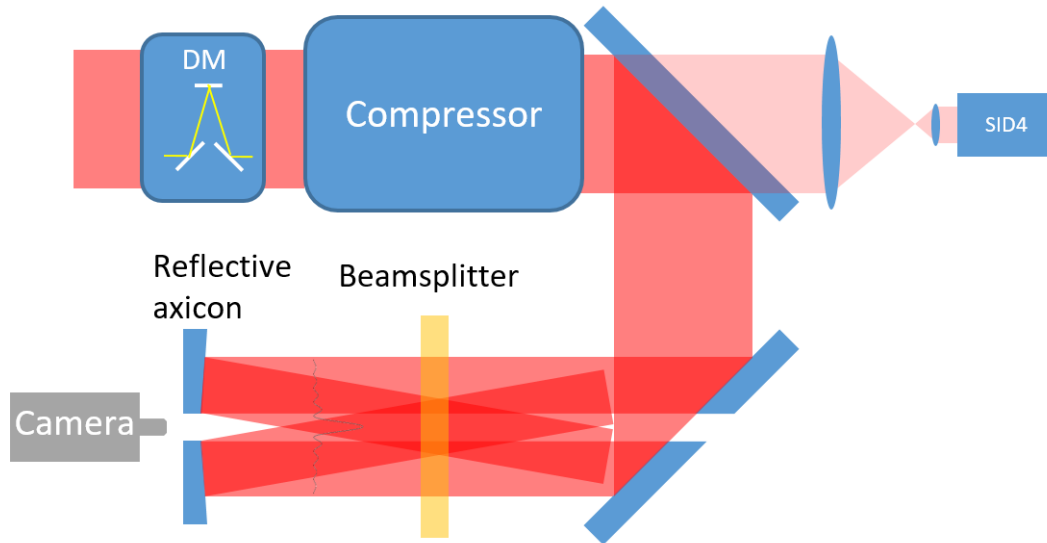 DM
Compressor
SID4
Reflective
axicon
Beamsplitter
Camera